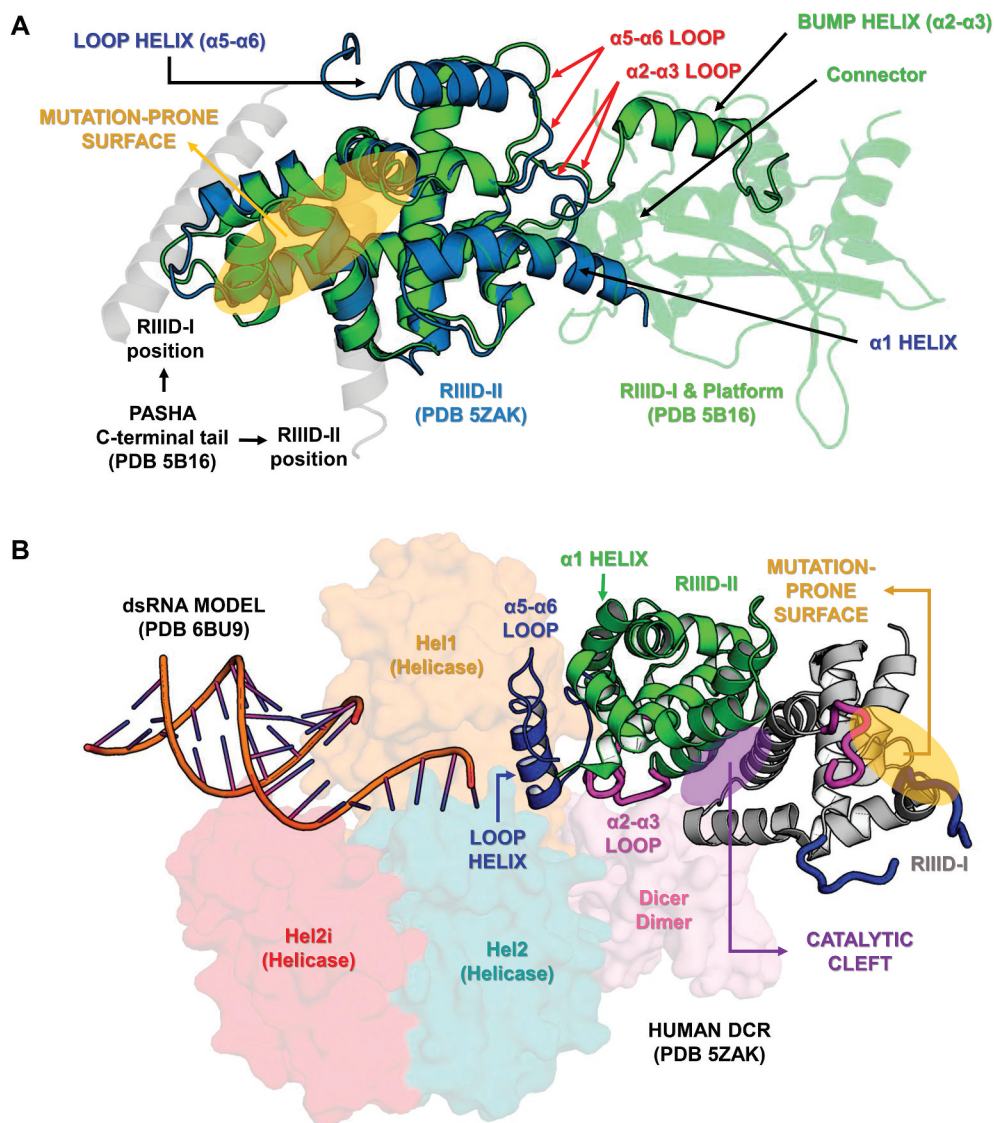 A
LOOP HELIX (α5-α6)
α5-α6 LOOP
α2-α3 LOOP
BUMP HELIX (α2-α3)
Connector
MUTATION-PRONE
SURFACE
α1 HELIX
RIIID-I
position
PASHA
C-terminal tail
(PDB 5B16)
RIIID-II
position
RIIID-II
(PDB 5ZAK)
RIIID-I & Platform
(PDB 5B16)
B
dsRNA MODEL
(PDB 6BU9)
Hel1
(Helicase)
α5-α6
LOOP
α1 HELIX
RIIID-II
MUTATION-
PRONE
SURFACE
LOOP
HELIX
α2-α3
LOOP
RIIID-I
Hel2i
(Helicase)
Hel2
(Helicase)
Dicer
Dimer
CATALYTIC
CLEFT
HUMAN DCR
(PDB 5ZAK)